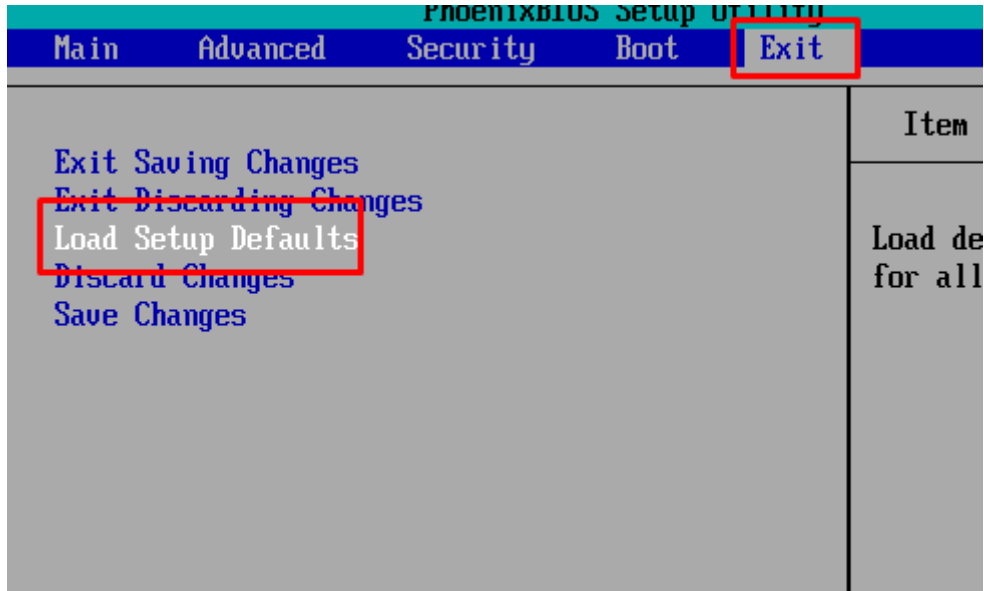 PhoenixBIOS Setup Utility
Main Advanced Security Boot Exit
Item
Exit Saving Changes
Exit Discarding Changes
Load Setup Defaults
Discard Changes
Save Changes
Load de
for all